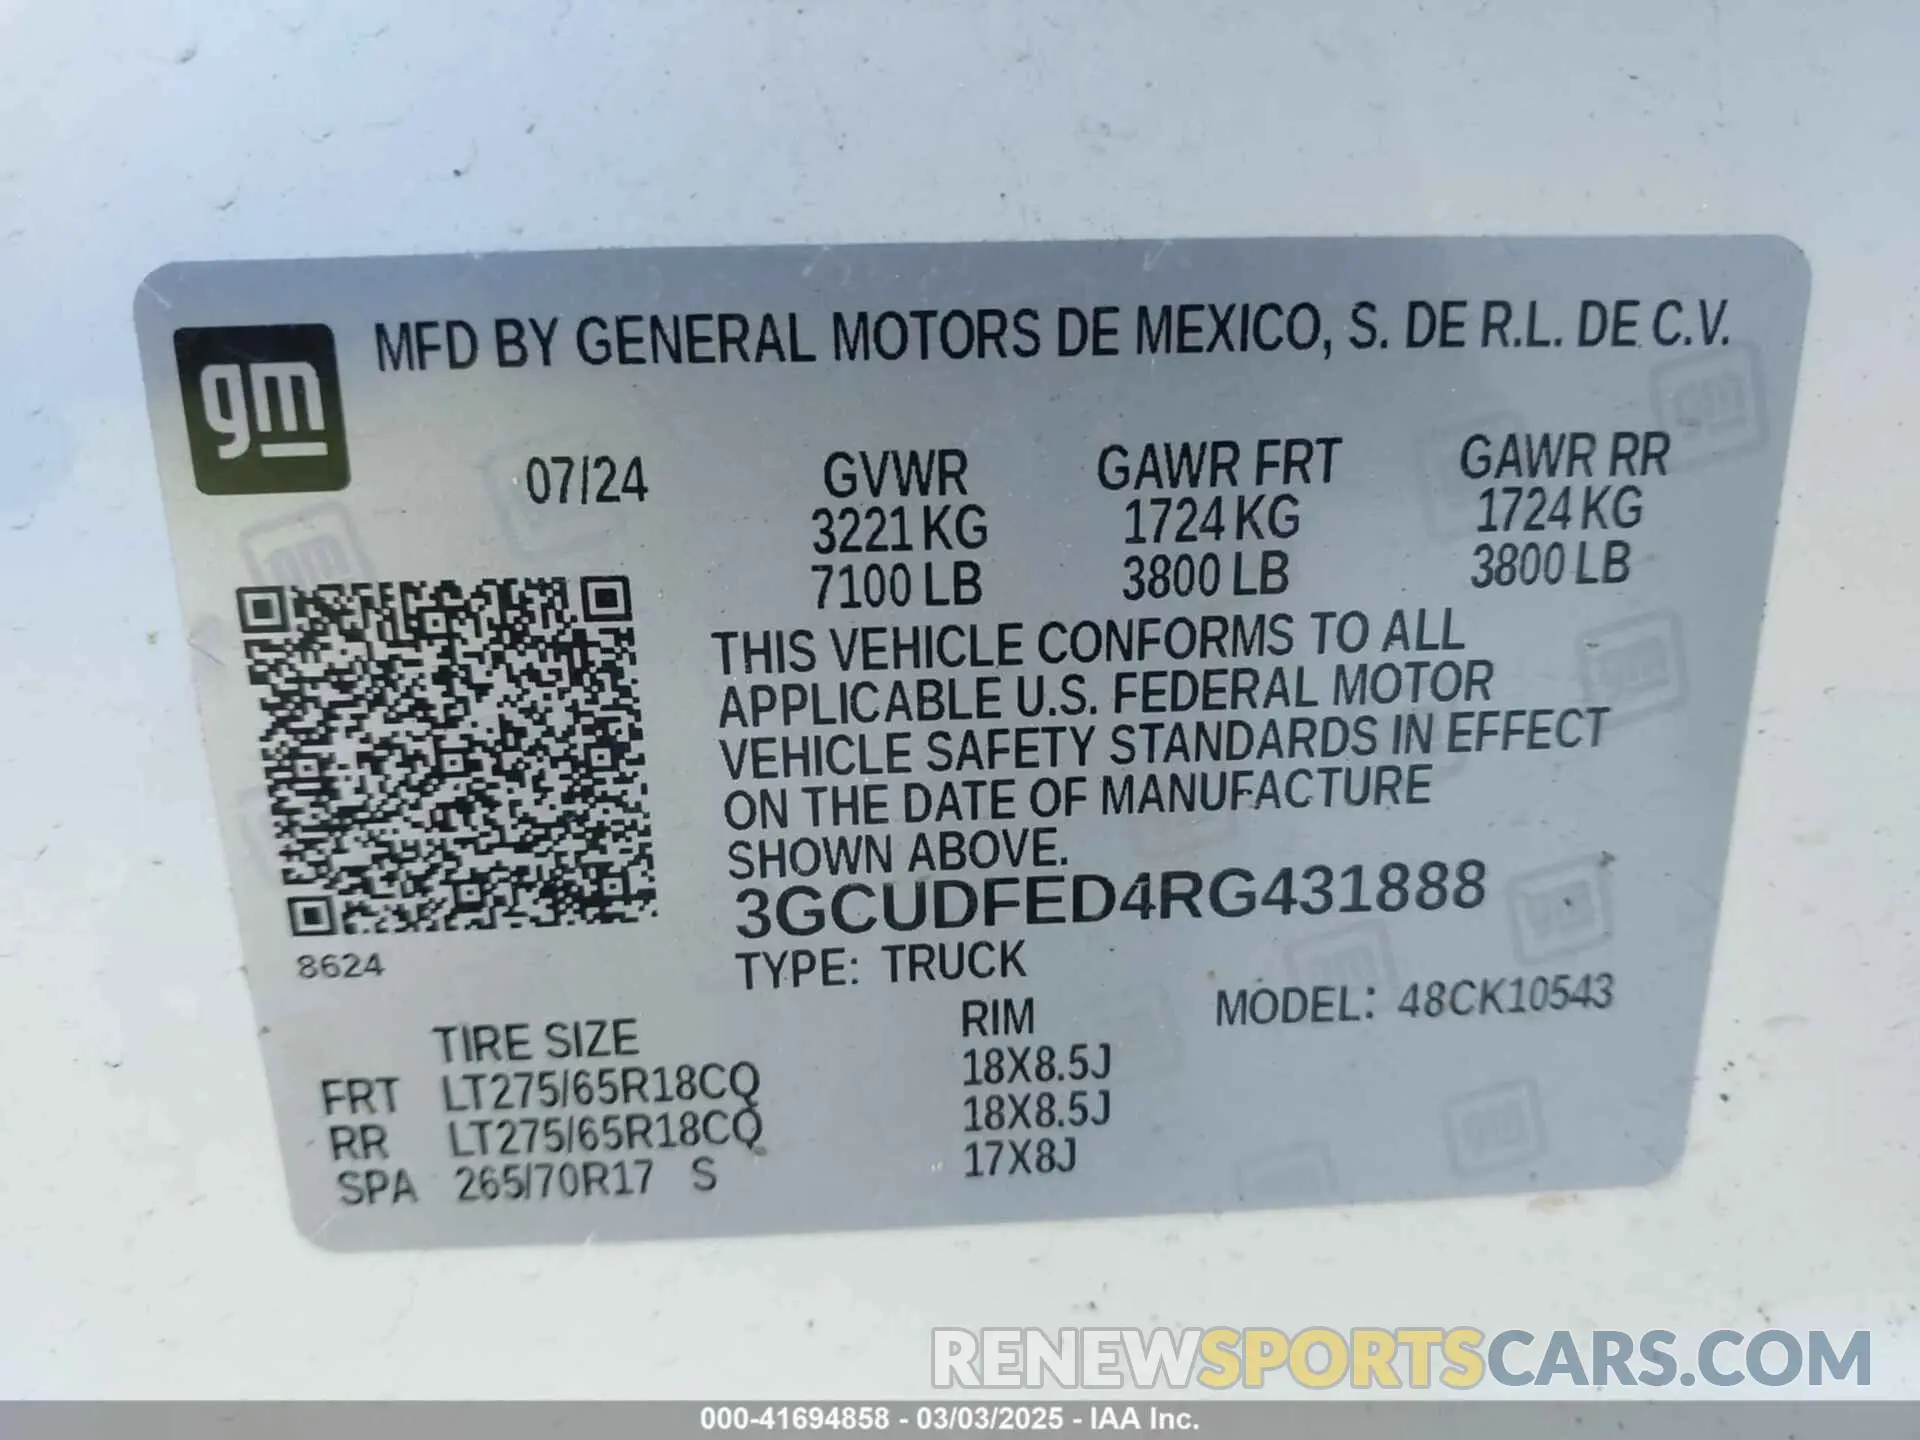 MFD BY GENERAL MOTORS DE MEXICO, S. DE R.L. DE C.V.
gm
07/24 GVWR GAWR FRT GAWR RR
3221 KG 1724 KG 1724 KG
7100 LB 3800 LB 3800 LB
THIS VEHICLE CONFORMS TO ALL
APPLICABLE U.S. FEDERAL MOTOR
VEHICLE SAFETY STANDARDS IN EFFECT
ON THE DATE OF MANUFACTURE
SHOWN ABOVE.
3GCUDFED4RG431888
8624
TYPE: TRUCK
MODEL: 48CK10543
TIRE SIZE RIM
FRT LT275/65R18CQ 18X8.5J
RR LT275/65R18CQ 18X8.5J
SPA 265/70R17 S 17X8J
RENEWSPORTSCARS.COM
000-41694858 - 03/03/2025 - IAA Inc.